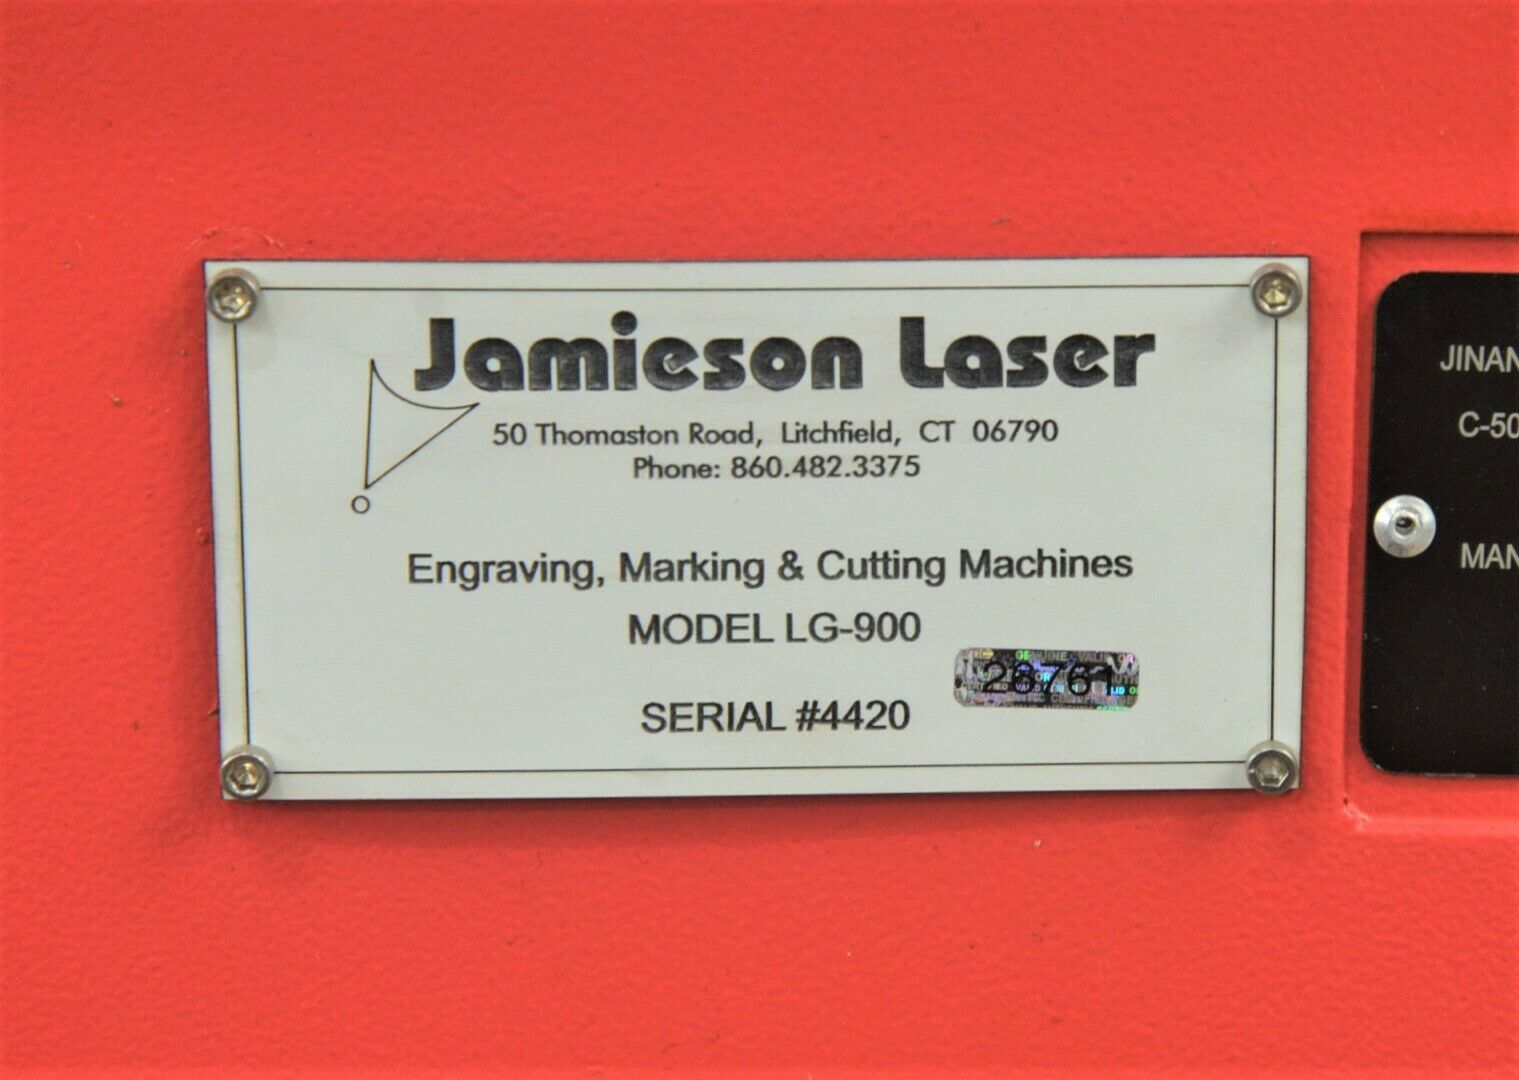 Jamieson Laser
50 Thomaston Road, Litchfield, CT 06790
Phone: 860.482.3375
Engraving, Marking & Cutting Machines
MODEL LG-900
26761
SERIAL #4420
JINAN
C-50
MAN